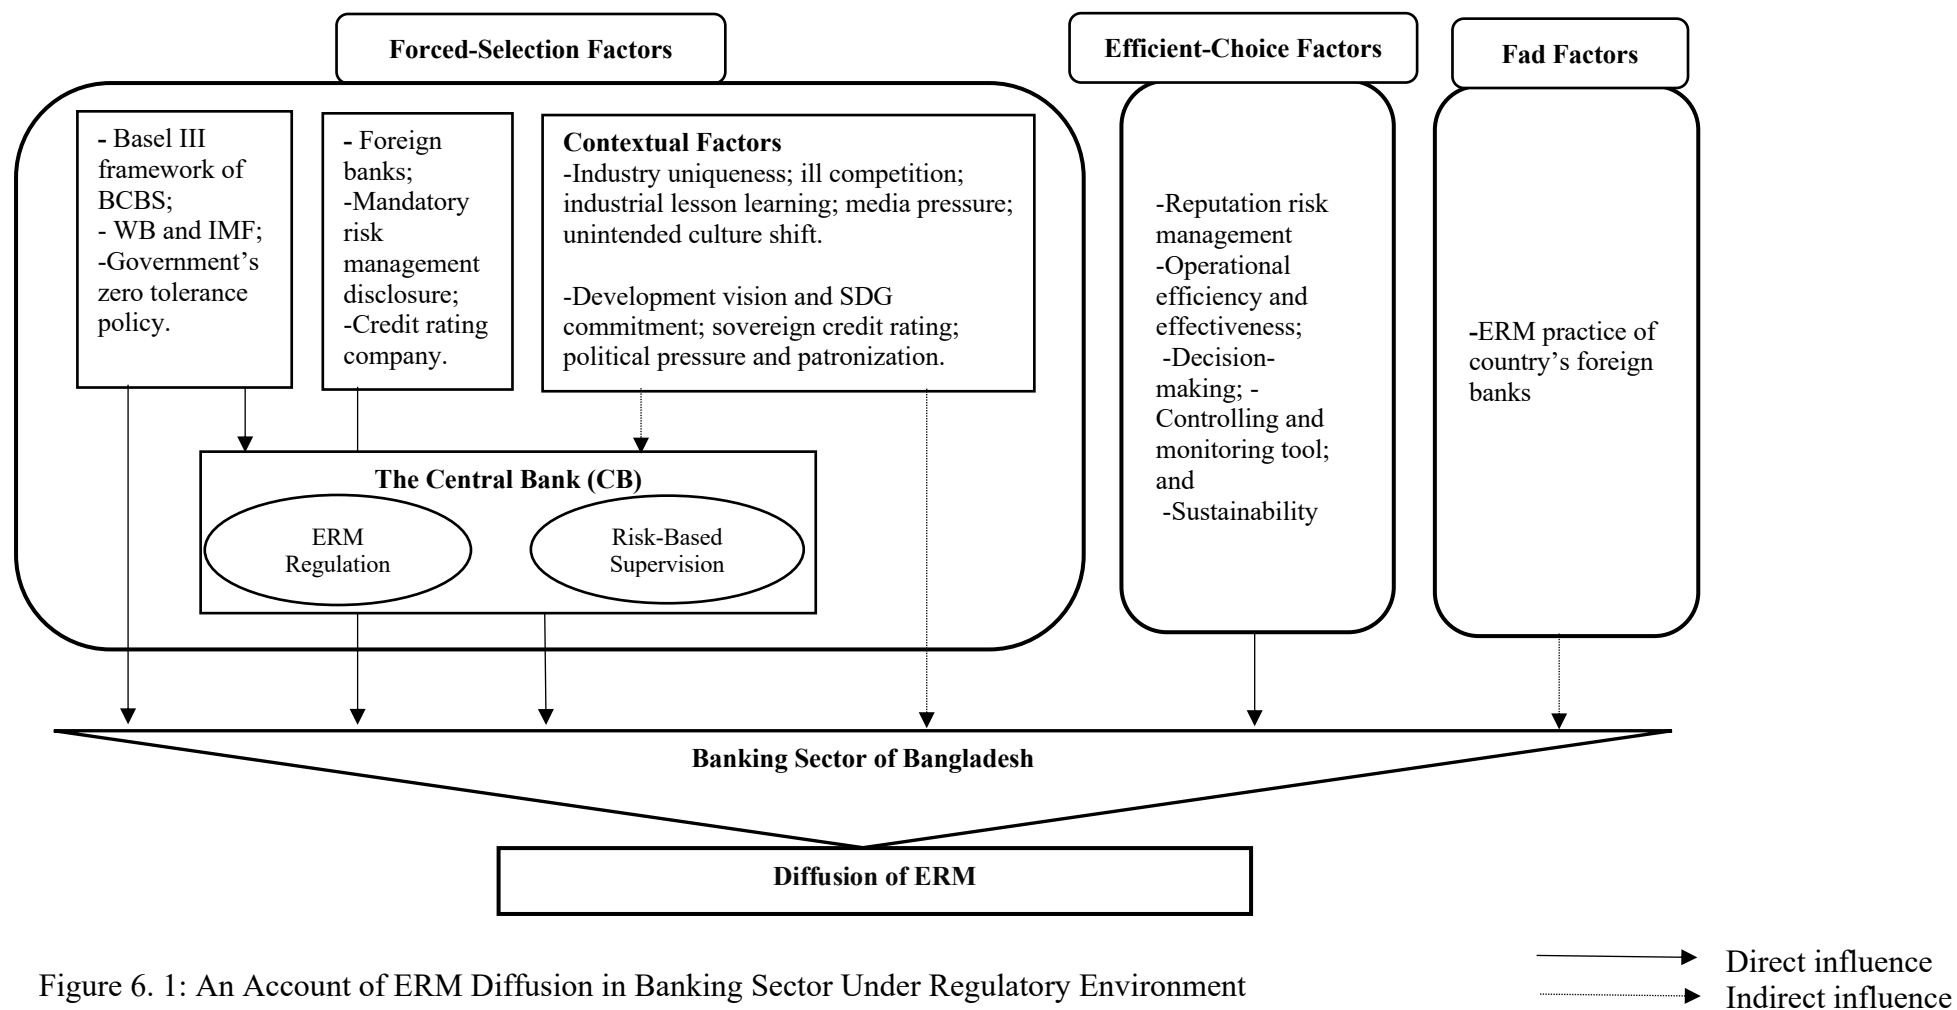 Forced-Selection Factors
- Basel III
framework of
BCBS;
- WB and IMF;
-Government’s
zero tolerance
policy.
- Foreign
banks;
-Mandatory
risk
management
disclosure;
-Credit rating
company.
Contextual Factors
-Industry uniqueness; ill competition;
industrial lesson learning; media pressure;
unintended culture shift.
-Development vision and SDG
commitment; sovereign credit rating;
political pressure and patronization.
The Central Bank (CB)
ERM
Regulation
Risk-Based
Supervision
Efficient-Choice Factors
-Reputation risk
management
-Operational
efficiency and
effectiveness;
-Decision-
making; -
Controlling and
monitoring tool;
and
-Sustainability
Fad Factors
-ERM practice of
country’s foreign
banks
Banking Sector of Bangladesh
Diffusion of ERM
Direct influence
Indirect influence
Figure 6. 1: An Account of ERM Diffusion in Banking Sector Under Regulatory Environment